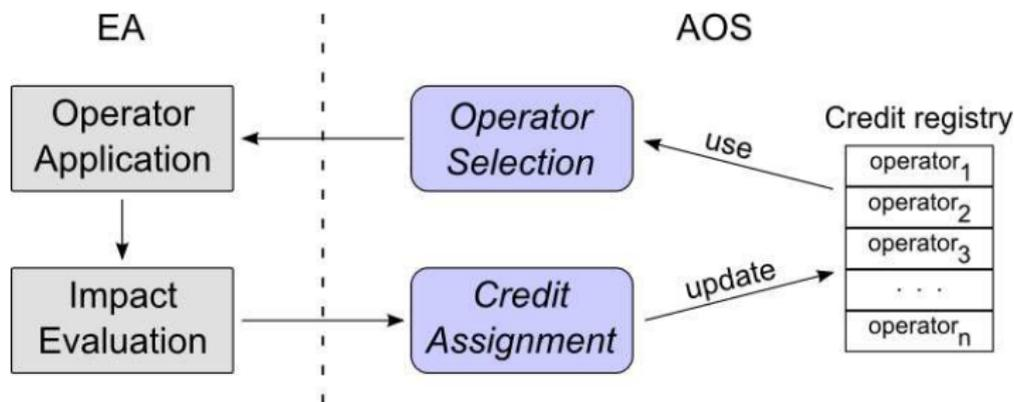 EA
AOS
Operator
Application
Operator
Selection
use
Credit registry
operator1
operator2
operator3
. . .
operatorn
Impact
Evaluation
Credit
Assignment
update